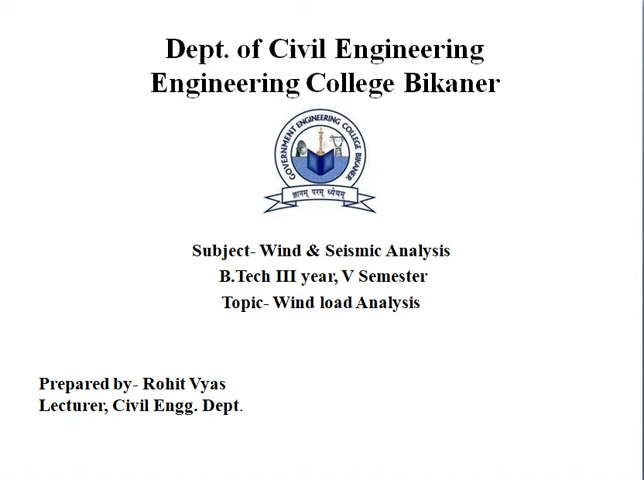 Dept. of Civil Engineering
Engineering College Bikaner
GOVERNMENT ENGINEERING COLLEGE BIKANER
ज्ञानम् परम् ध्येयम्
Subject- Wind & Seismic Analysis
B.Tech III year, V Semester
Topic- Wind load Analysis
Prepared by- Rohit Vyas
Lecturer, Civil Engg. Dept.